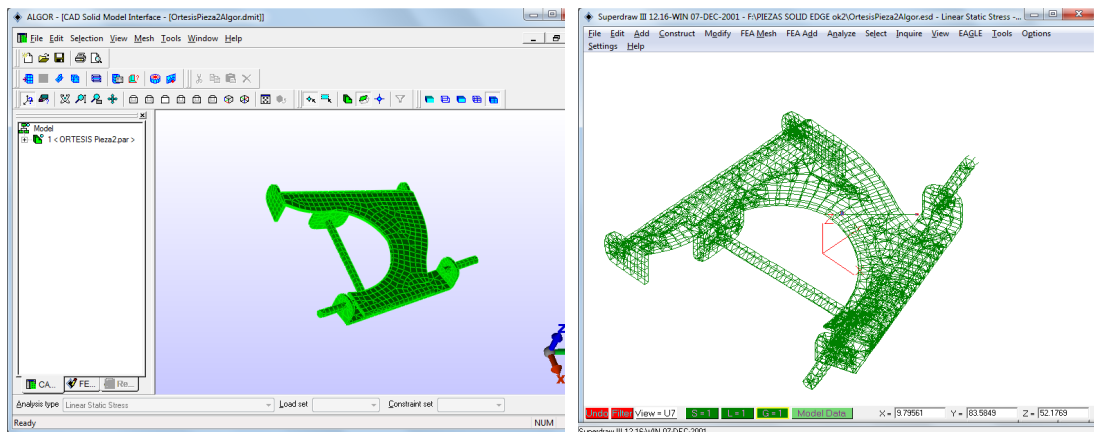 ALGOR - [CAD Solid Model Interface - [OrtesisPieza2Algor.dmit]]
File Edit Selection View Mesh Tools Window Help
Model
1 < ORTESIS Pieza2.par >
Z
X
CA... FE... Re...
Analysis type Linear Static Stress Load set Constraint set
Ready NUM
Superdraw III 12.16-WIN 07-DEC-2001 - F:\PIEZAS SOLID EDGE ok2\OrtesisPieza2Algor.esd - Linear Static Stress -...
File Edit Add Construct Modify FEA Mesh FEA Add Analyze Select Inquire View EAGLE Tools Options
Settings Help
Undo Filter View = U7 S = 1 L = 1 G = 1 Model Data X = 9.79561 Y = 83.5849 Z = 52.1769
Superdraw III 12.16-WIN 07-DEC-2001